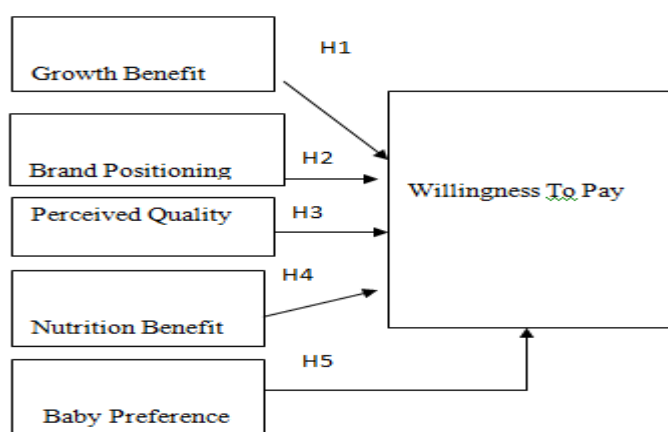 H1
Growth Benefit
H2
Brand Positioning
Willingness To Pay
Perceived Quality
H3
H4
Nutrition Benefit
H5
Baby Preference